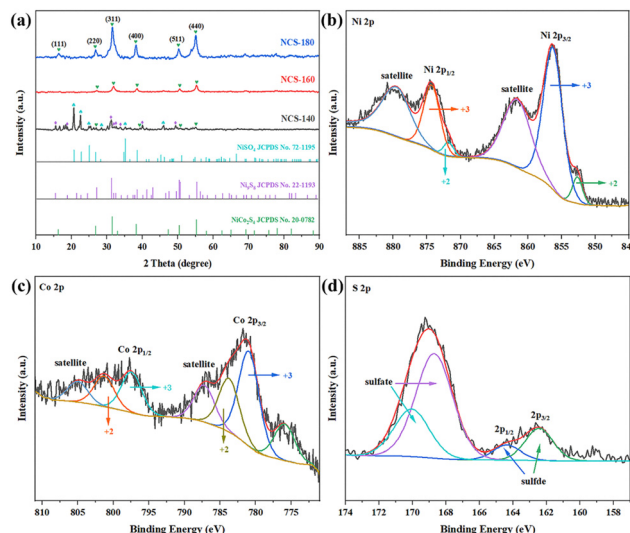 (a)
(111)
(220)
(311)
(400)
(511)
(440)
NCS-180
NCS-160
NCS-140
NiSO₄ JCPDS No. 72-1195
NiCo₂S₄ JCPDS No. 20-0782
10 20 30 40 50 60 70 80 90
2 Theta (degree)
Intensity (a.u.)
(b)
Ni 2p
satellite
Ni 2p₁/₂
+3
+2
satellite
Ni 2p₃/₂
+3
+2
885 880 875 870 865 860 855 850 845
Binding Energy (eV)
Intensity (a.u.)
(c)
Co 2p
satellite
Co 2p₁/₂
+3
+2
satellite
Co 2p₃/₂
+3
+2
810 805 800 795 790 785 780 775
Binding Energy (eV)
Intensity (a.u.)
(d)
S 2p
sulfate
2p₁/₂
2p₃/₂
sulfde
174 172 170 168 166 164 162 160 158
Binding Energy (eV)
Intensity (a.u.)